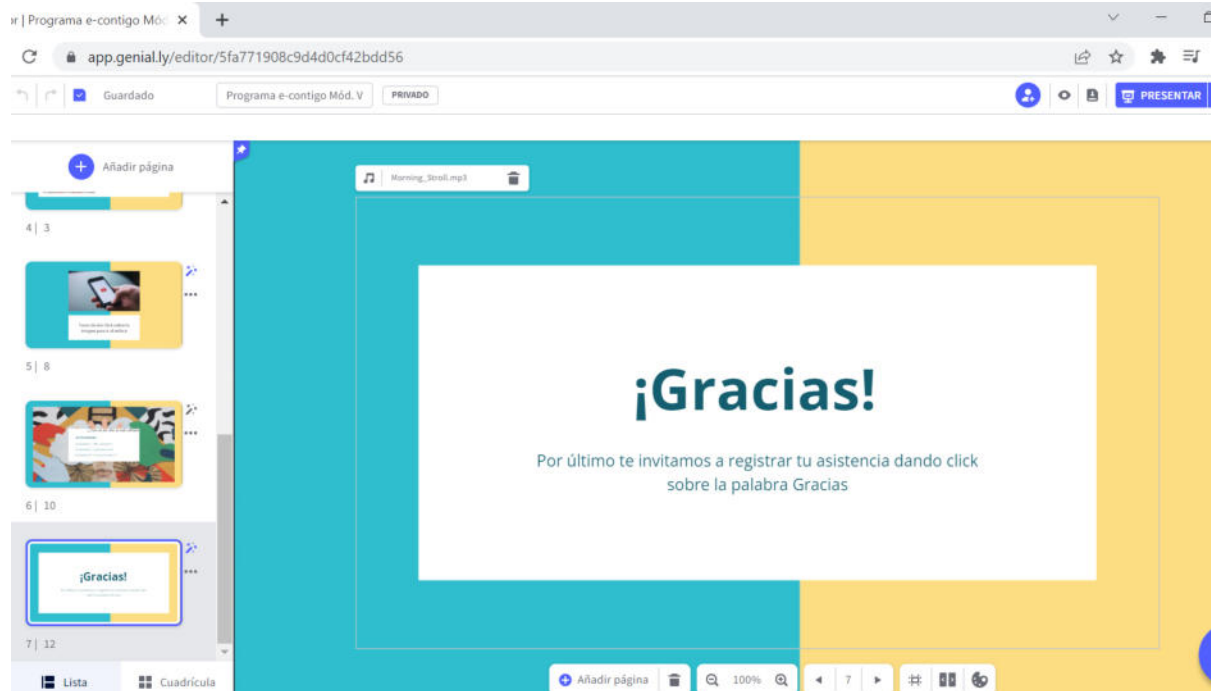 or | Programa e-contigo Mód
app.genial.ly/editor/5fa771908c9d4d0cf42bdd56
Guardado
Programa e-contigo Mód. V
PRIVADO
PRESENTAR
Añadir página
Morning_Stroll.mp3
4| 3
5| 8
6| 10
¡Gracias!
7| 12
¡Gracias!
Por último te invitamos a registrar tu asistencia dando click
sobre la palabra Gracias
Lista
Cuadrícula
Añadir página
100%
7